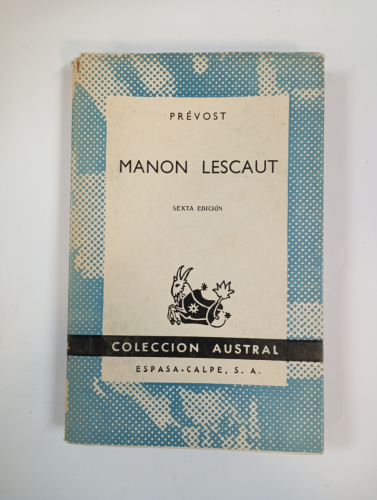 PRÉVOST
MANON LESCAUT
SEXTA EDICIÓN
COLECCION AUSTRAL
ESPASA-CALPE, S. A.